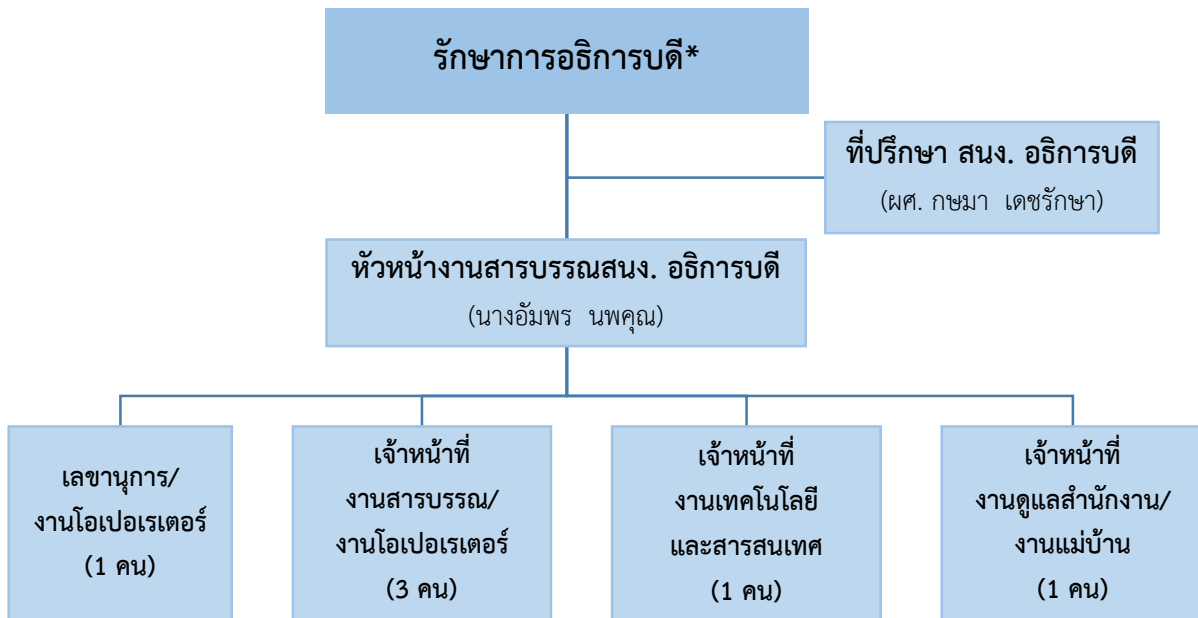 รักษาการอธิการบดี*
ที่ปรึกษา สนง. อธิการบดี
(ผศ. กษมา เดชรักษา)
หัวหน้างานสารบรรณสนง. อธิการบดี
(นางอัมพร นพคุณ)
เลขานุการ/
งานโอเปอเรเตอร์
(1 คน)
เจ้าหน้าที่
งานสารบรรณ/
งานโอเปอเรเตอร์
(3 คน)
เจ้าหน้าที่
งานเทคโนโลยี
และสารสนเทศ
(1 คน)
เจ้าหน้าที่
งานดูแลสำนักงาน/
งานแม่บ้าน
(1 คน)